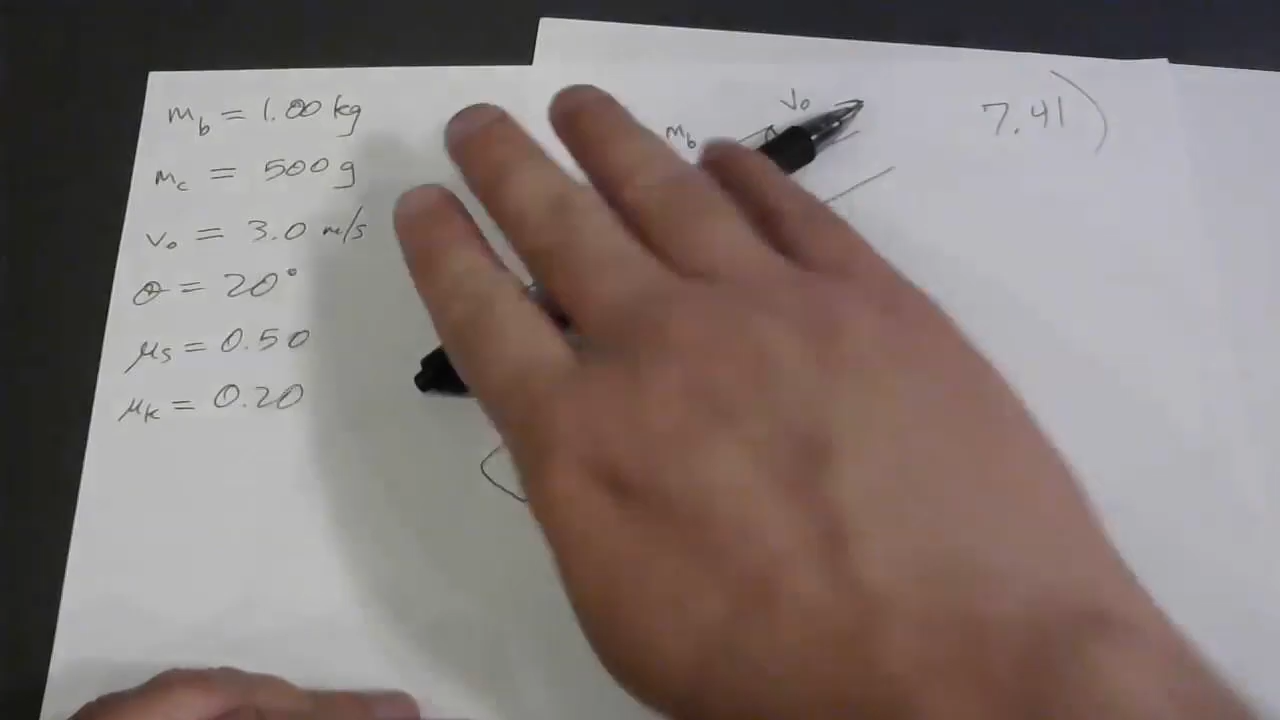 m_b = 1.00 kg
m_c = 500 g
v_0 = 3.0 m/s
θ = 20°
μ_s = 0.50
μ_k = 0.20
v_0
m_b
7.41)